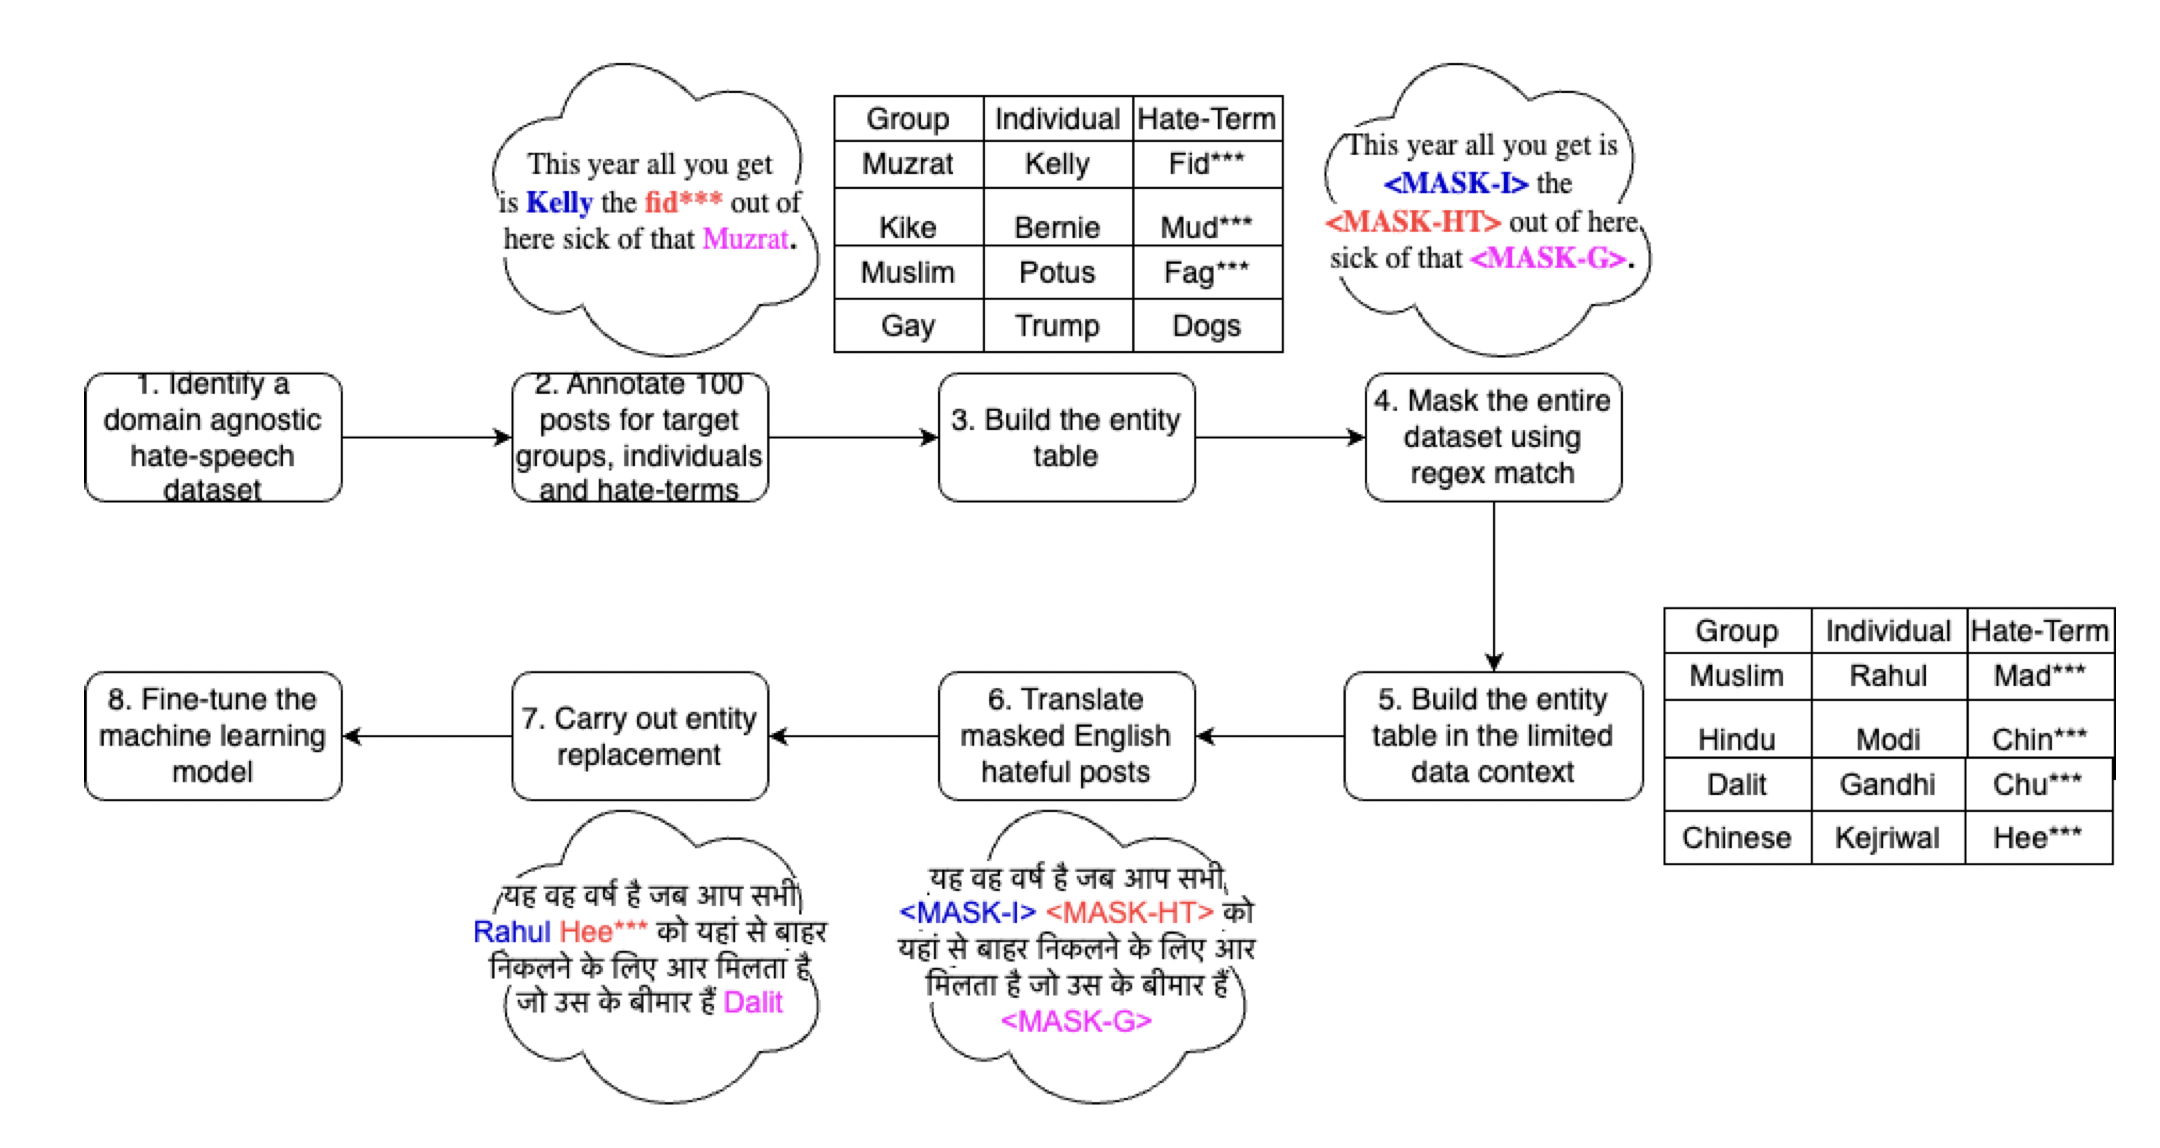 This year all you get
is Kelly the fid*** out of
here sick of that Muzrat.
Group Individual Hate-Term
Muzrat Kelly Fid***
Kike Bernie Mud***
Muslim Potus Fag***
Gay Trump Dogs
This year all you get is
<MASK-I> the
<MASK-HT> out of here
sick of that <MASK-G>.
1. Identify a
domain agnostic
hate-speech
dataset
2. Annotate 100
posts for target
groups, individuals
and hate-terms
3. Build the entity
table
4. Mask the entire
dataset using
regex match
Group Individual Hate-Term
Muslim Rahul Mad***
Hindu Modi Chin***
Dalit Gandhi Chu***
Chinese Kejriwal Hee***
5. Build the entity
table in the limited
data context
6. Translate
masked English
hateful posts
7. Carry out entity
replacement
8. Fine-tune the
machine learning
model
यह वह वर्ष है जब आप सभी
<MASK-I> <MASK-HT> को
यहां से बाहर निकलने के लिए आर
मिलता है जो उस के बीमार हैं
<MASK-G>
यह वह वर्ष है जब आप सभी
Rahul Hee*** को यहां से बाहर
निकलने के लिए आर मिलता है
जो उस के बीमार हैं Dalit